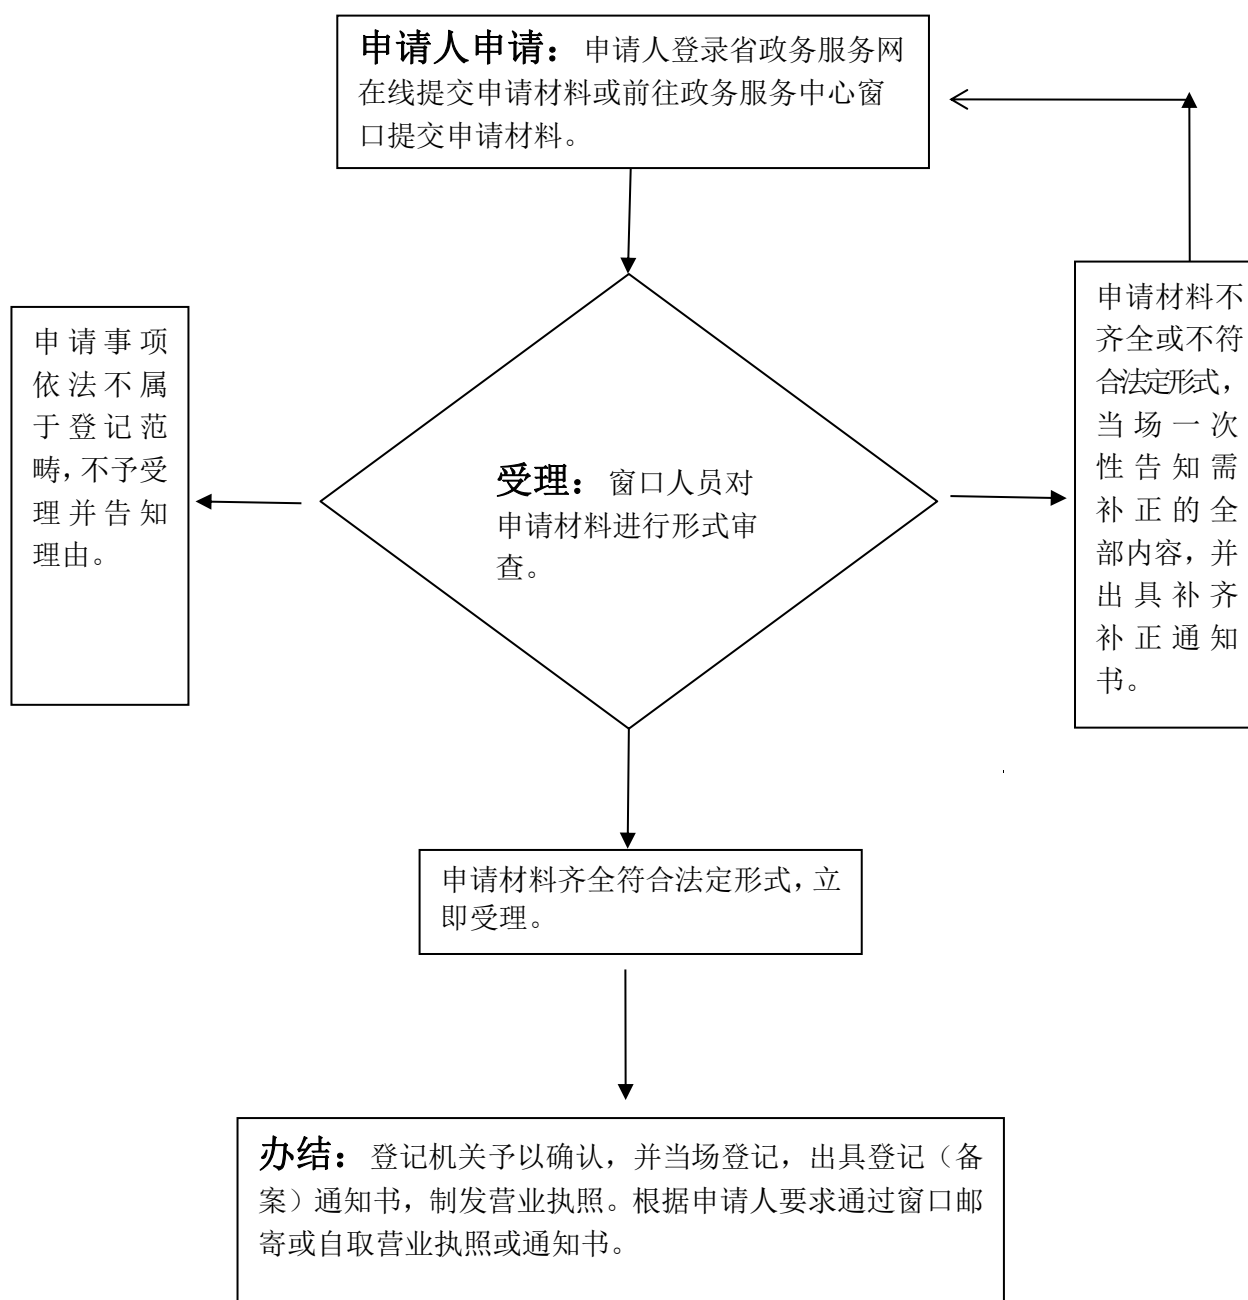 申请人申请：申请人登录省政务服务网
在线提交申请材料或前往政务服务中心窗
口提交申请材料。
申请事项
依法不属
于登记范
畴，不予受
理并告知
理由。
受理：窗口人员对
申请材料进行形式审
查。
申请材料不
齐全或不符
合法定形式，
当场一次
性告知需
补正的全
部内容，并
出具补齐
补正通知
书。
申请材料齐全符合法定形式，立
即受理。
办结：登记机关予以确认，并当场登记，出具登记（备
案）通知书，制发营业执照。根据申请人要求通过窗口邮
寄或自取营业执照或通知书。